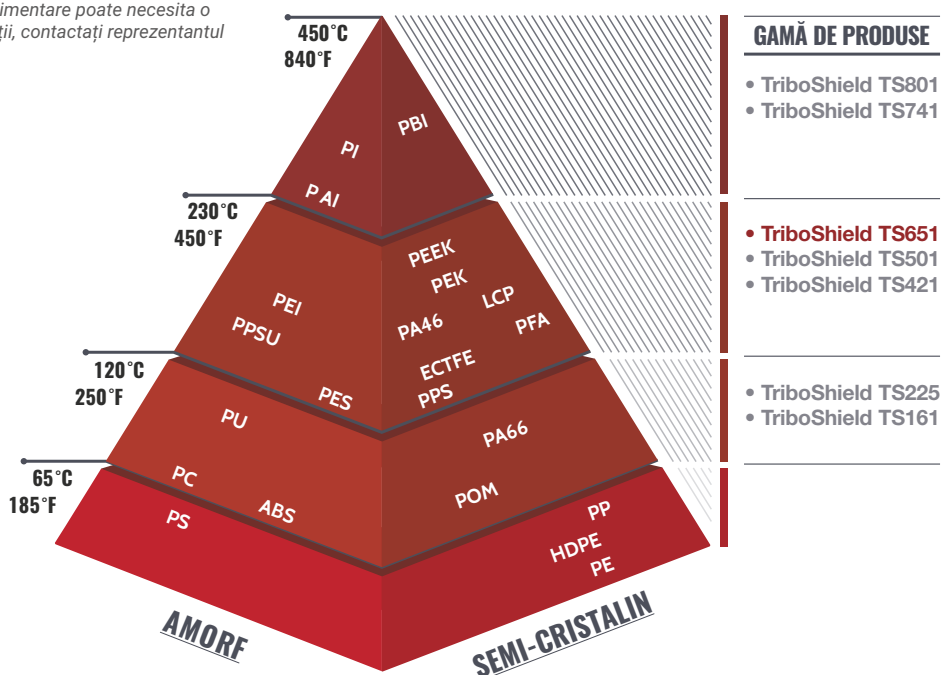 imentare poate necesita o
ții, contactați reprezentantul
450°C
840°F
230°C
450°F
120°C
250°F
65°C
185°F
PI
PBI
P AI
PEEK
PEK
LCP
PEI
PA46
PFA
PPSU
ECTFE
PES
PPS
PU
PA66
PC
POM
ABS
PS
PP
HDPE
PE
AMORF
SEMI-CRISTALIN
GAMĂ DE PRODUSE
• TriboShield TS801
• TriboShield TS741
• TriboShield TS651
• TriboShield TS501
• TriboShield TS421
• TriboShield TS225
• TriboShield TS161